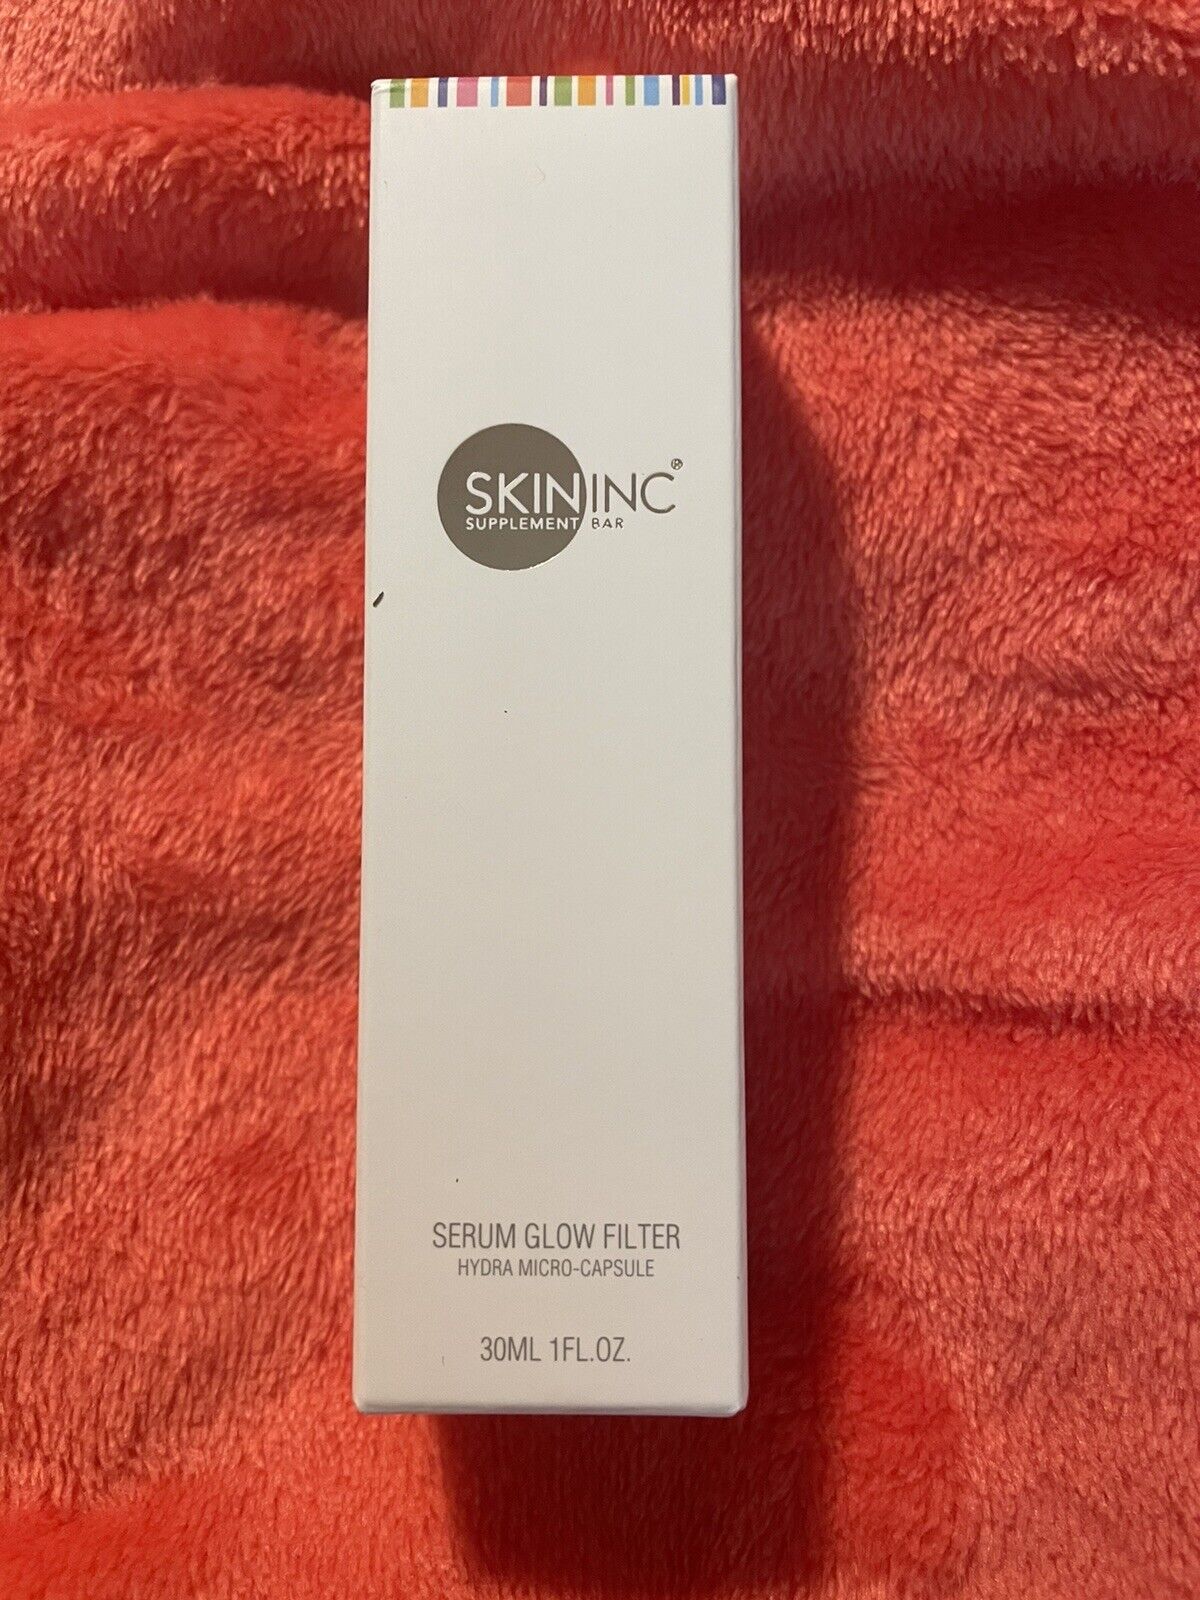 SKIN INC®
SUPPLEMENT BAR
SERUM GLOW FILTER
HYDRA MICRO-CAPSULE
30ML 1FL.OZ.